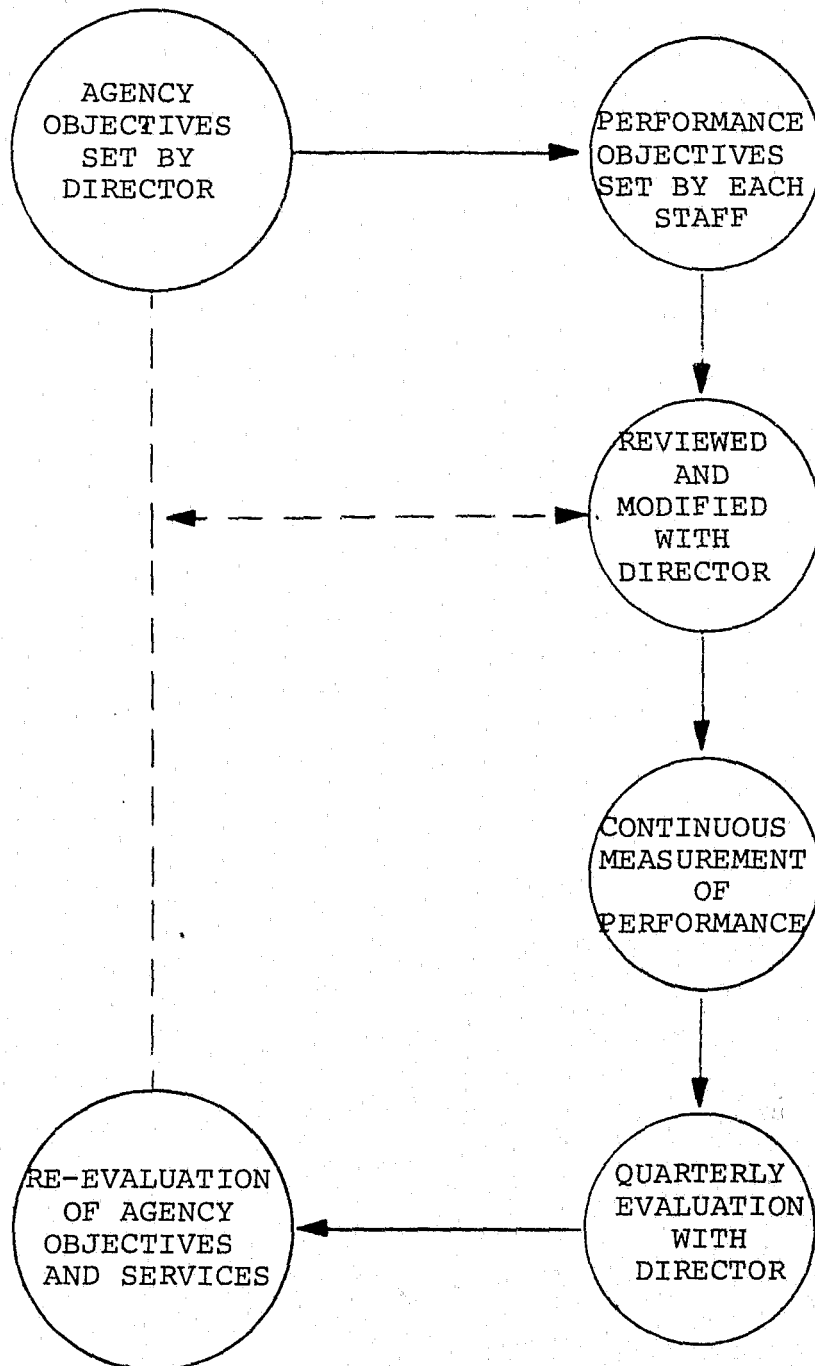 AGENCY
OBJECTIVES
SET BY
DIRECTOR
PERFORMANCE
OBJECTIVES
SET BY EACH
STAFF
REVIEWED
AND
MODIFIED
WITH
DIRECTOR
CONTINUOUS
MEASUREMENT
OF
PERFORMANCE
QUARTERLY
EVALUATION
WITH
DIRECTOR
RE-EVALUATION
OF AGENCY
OBJECTIVES
AND SERVICES